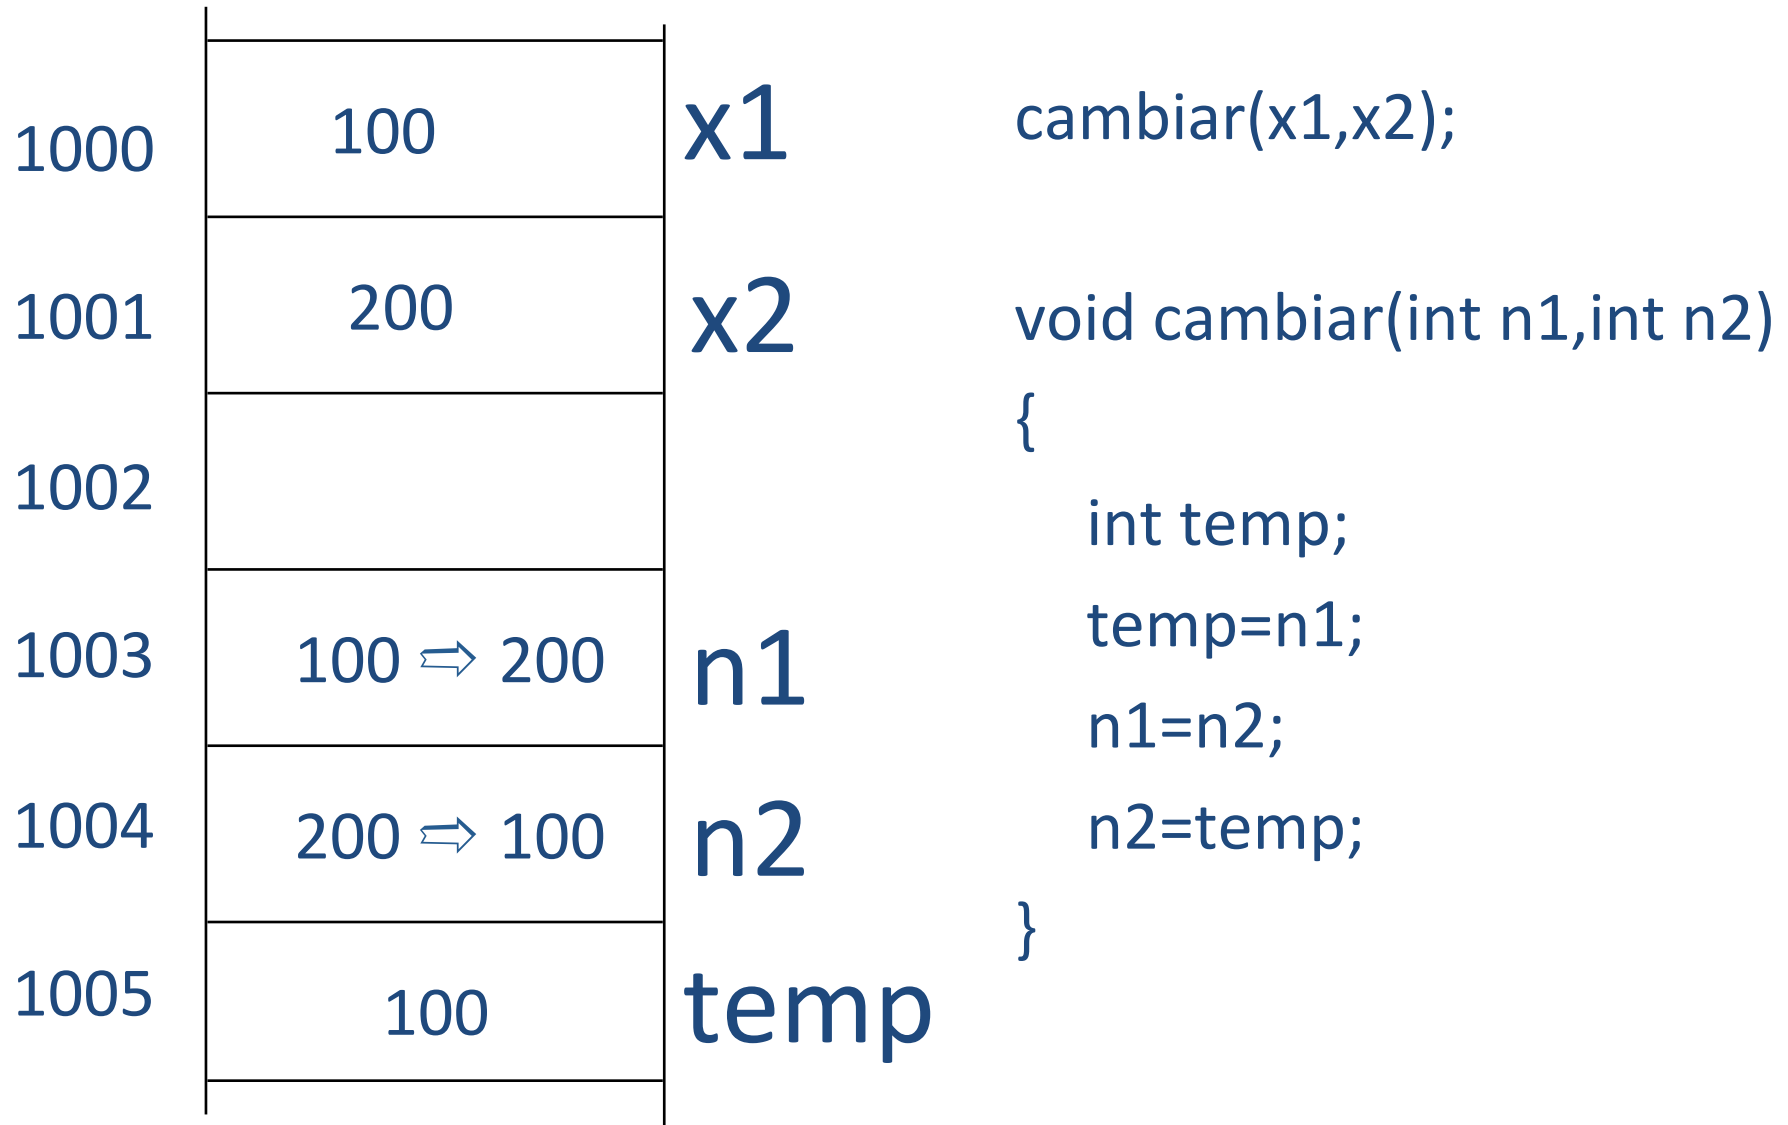 1000 100 x1
1001 200 x2
1002
1003 100 ⇨ 200 n1
1004 200 ⇨ 100 n2
1005 100 temp
cambiar(x1,x2);
void cambiar(int n1,int n2)
{
int temp;
temp=n1;
n1=n2;
n2=temp;
}